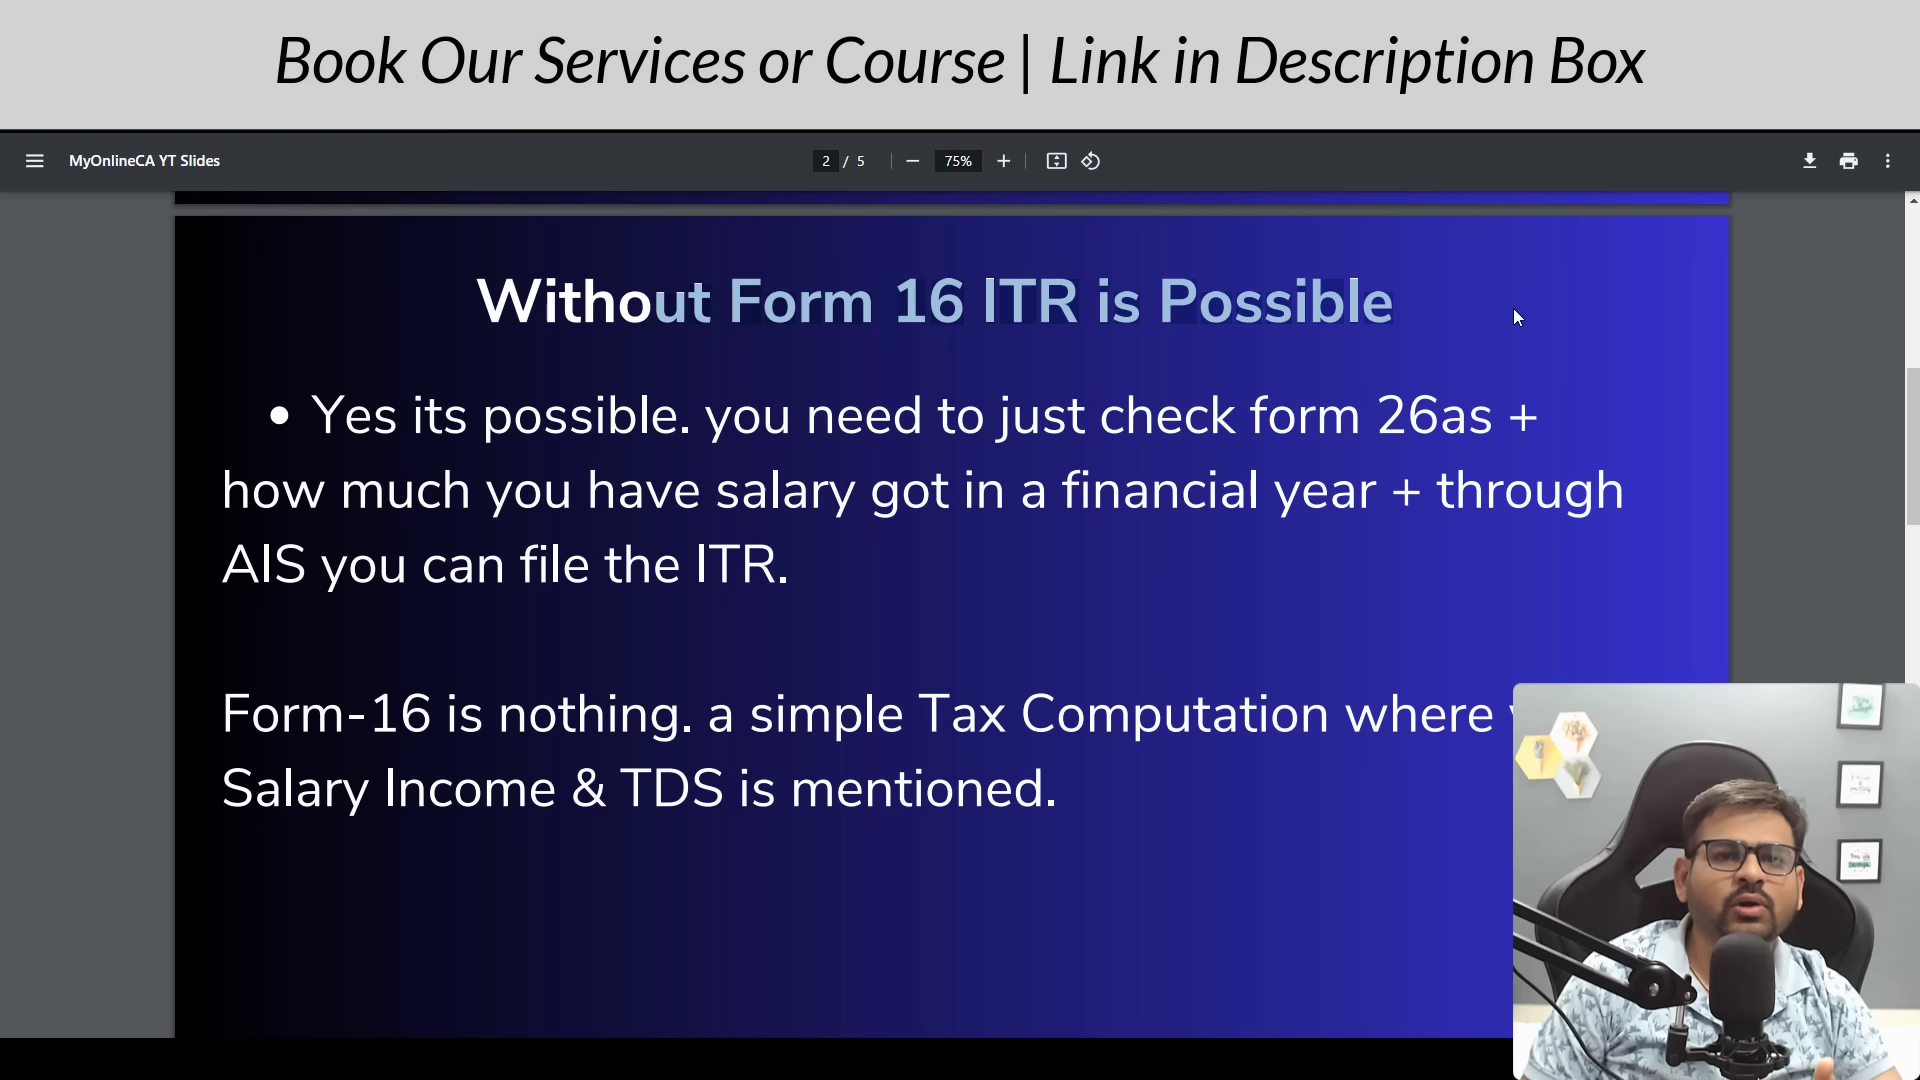 Book Our Services or Course | Link in Description Box
MyOnlineCA YT Slides
2 / 5
75%
Without Form 16 ITR is Possible
• Yes its possible. you need to just check form 26as +
how much you have salary got in a financial year + through
AIS you can file the ITR.
Form-16 is nothing. a simple Tax Computation where
Salary Income & TDS is mentioned.